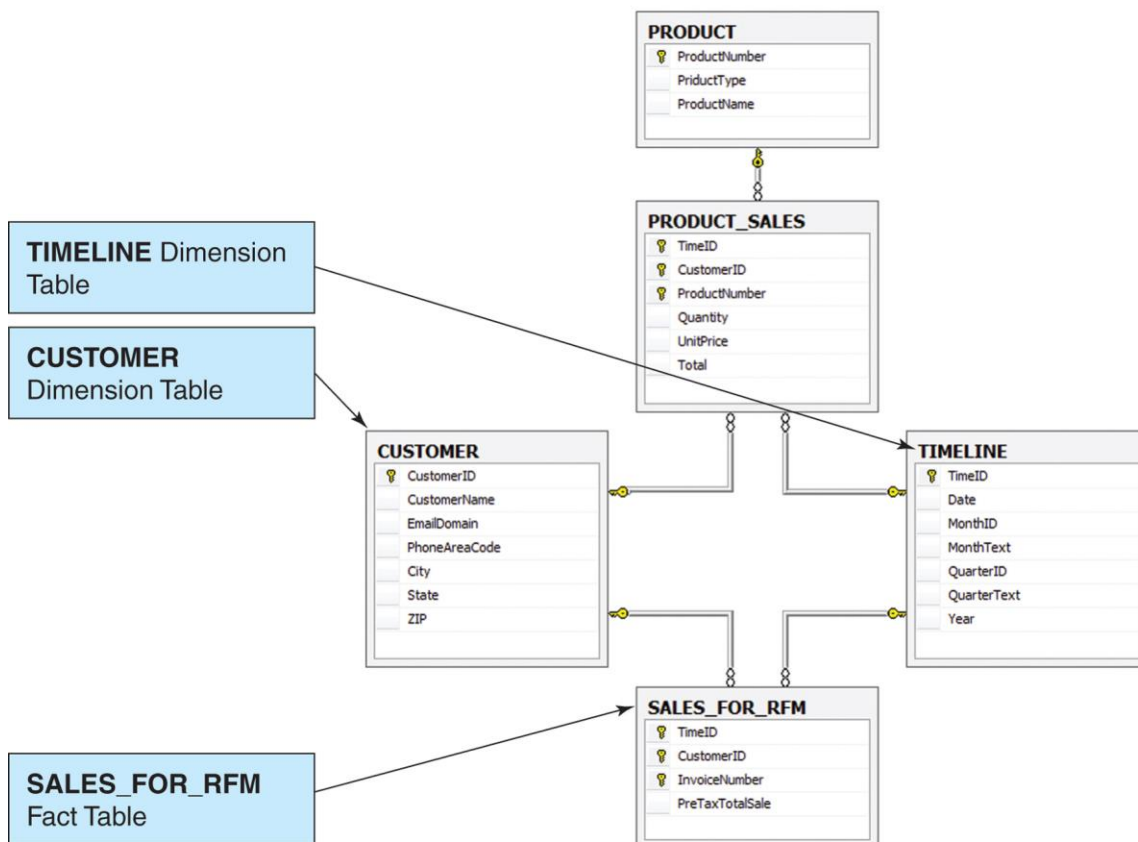 PRODUCT
ProductNumber
PriductType
ProductName
PRODUCT_SALES
TimeID
CustomerID
ProductNumber
Quantity
UnitPrice
Total
TIMELINE Dimension
Table
CUSTOMER
Dimension Table
CUSTOMER
CustomerID
CustomerName
EmailDomain
PhoneAreaCode
City
State
ZIP
TIMELINE
TimeID
Date
MonthID
MonthText
QuarterID
QuarterText
Year
SALES_FOR_RFM
TimeID
CustomerID
InvoiceNumber
PreTaxTotalSale
SALES_FOR_RFM
Fact Table